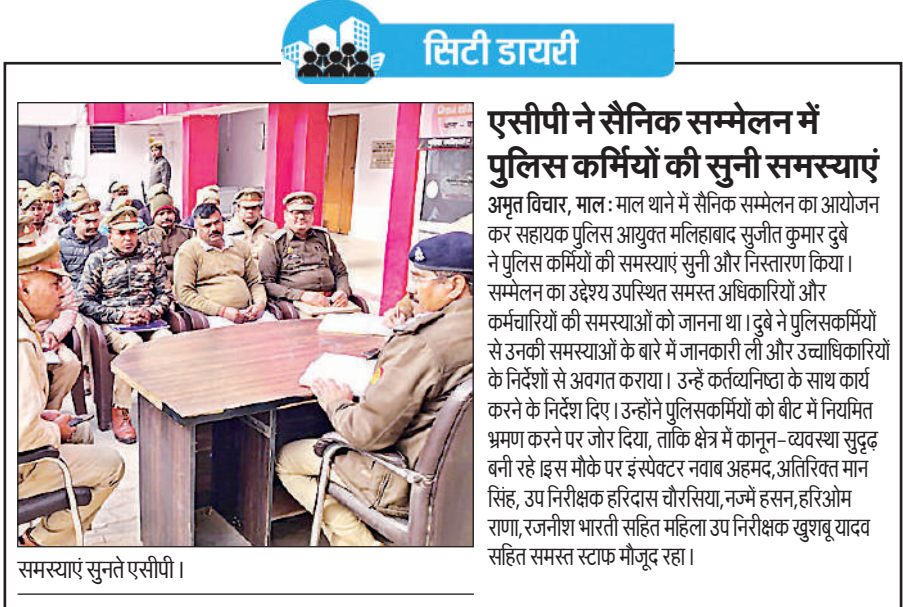 सिटी डायरी
एसीपी ने सैनिक सम्मेलन में
पुलिस कर्मियों की सुनी समस्याएं
अमृत विचार, माल : माल थाने में सैनिक सम्मेलन का आयोजन
कर सहायक पुलिस आयुक्त मलिहाबाद सुजीत कुमार दुबे
ने पुलिस कर्मियों की समस्याएं सुनी और निस्तारण किया।
सम्मेलन का उद्देश्य उपस्थित समस्त अधिकारियों और
कर्मचारियों की समस्याओं को जानना था। दुबे ने पुलिसकर्मियों
से उनकी समस्याओं के बारे में जानकारी ली और उच्चाधिकारियों
के निर्देशों से अवगत कराया। उन्हें कर्तव्यनिष्ठा के साथ कार्य
करने के निर्देश दिए। उन्होंने पुलिसकर्मियों को बीट में नियमित
भ्रमण करने पर जोर दिया, ताकि क्षेत्र में कानून-व्यवस्था सुदृढ़
बनी रहे।इस मौके पर इंस्पेक्टर नवाब अहमद,अतिरिक्त मान
सिंह, उप निरीक्षक हरिदास चौरसिया,नज्में हसन,हरिओम
राणा,रजनीश भारती सहित महिला उप निरीक्षक खुशबू यादव
सहित समस्त स्टाफ मौजूद रहा।
समस्याएं सुनते एसीपी।